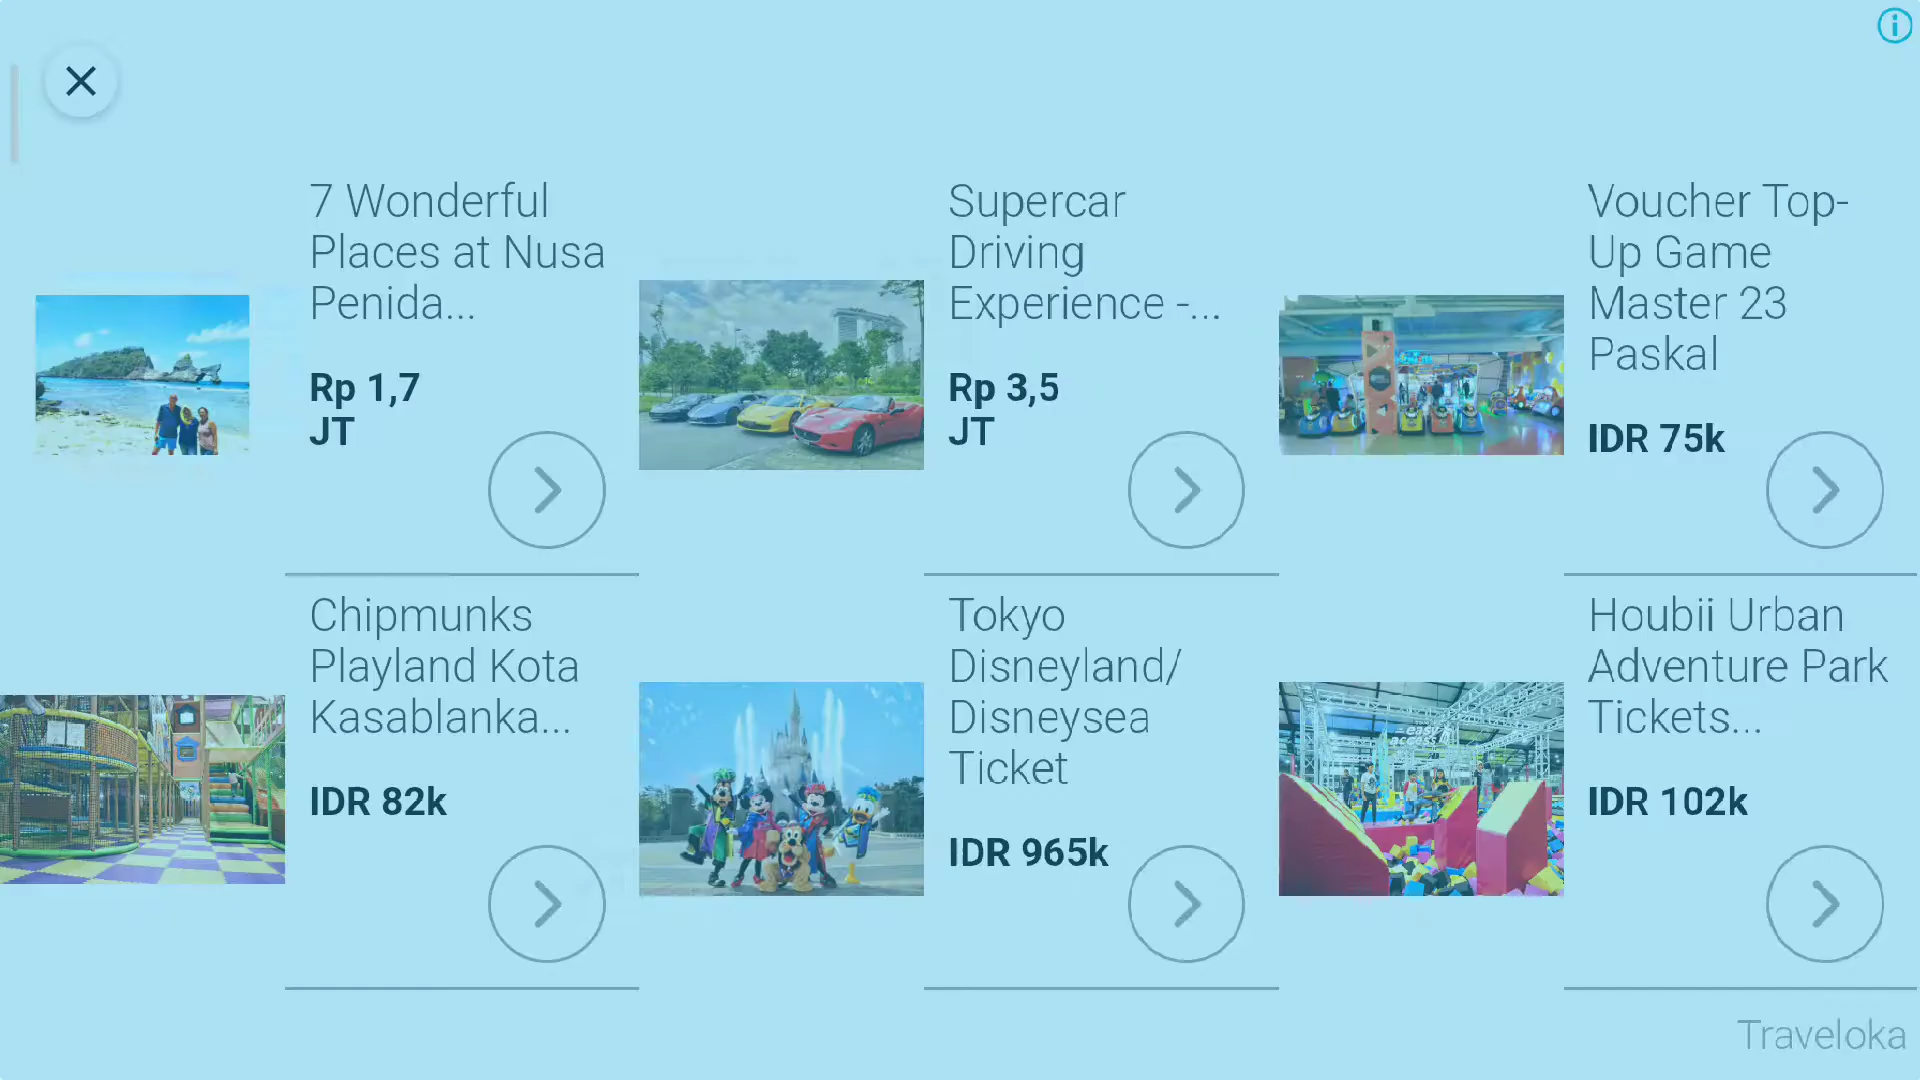 7 Wonderful
Places at Nusa
Penida...
Rp 1,7
JT
Supercar
Driving
Experience -...
Rp 3,5
JT
Voucher Top-
Up Game
Master 23
Paskal
IDR 75k
Chipmunks
Playland Kota
Kasablanka...
IDR 82k
Tokyo
Disneyland/
Disneysea
Ticket
IDR 965k
easy
access
Houbii Urban
Adventure Park
Tickets...
IDR 102k
Traveloka